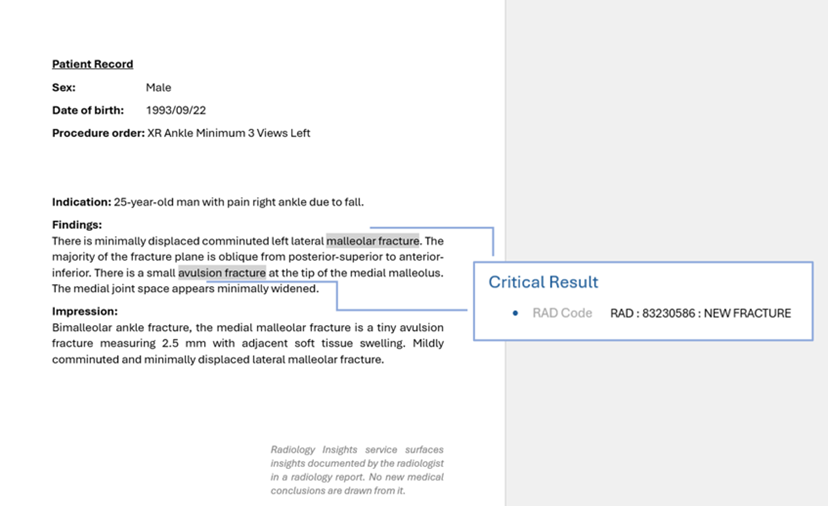 Patient Record
Sex: Male
Date of birth: 1993/09/22
Procedure order: XR Ankle Minimum 3 Views Left
Indication: 25-year-old man with pain right ankle due to fall.
Findings:
There is minimally displaced comminuted left lateral malleolar fracture. The
majority of the fracture plane is oblique from posterior-superior to anterior-
inferior. There is a small avulsion fracture at the tip of the medial malleolus.
The medial joint space appears minimally widened.
Impression:
Bimalleolar ankle fracture, the medial malleolar fracture is a tiny avulsion
fracture measuring 2.5 mm with adjacent soft tissue swelling. Mildly
comminuted and minimally displaced lateral malleolar fracture.
Critical Result
• RAD Code RAD : 83230586 : NEW FRACTURE
Radiology Insights service surfaces
insights documented by the radiologist
in a radiology report. No new medical
conclusions are drawn from it.